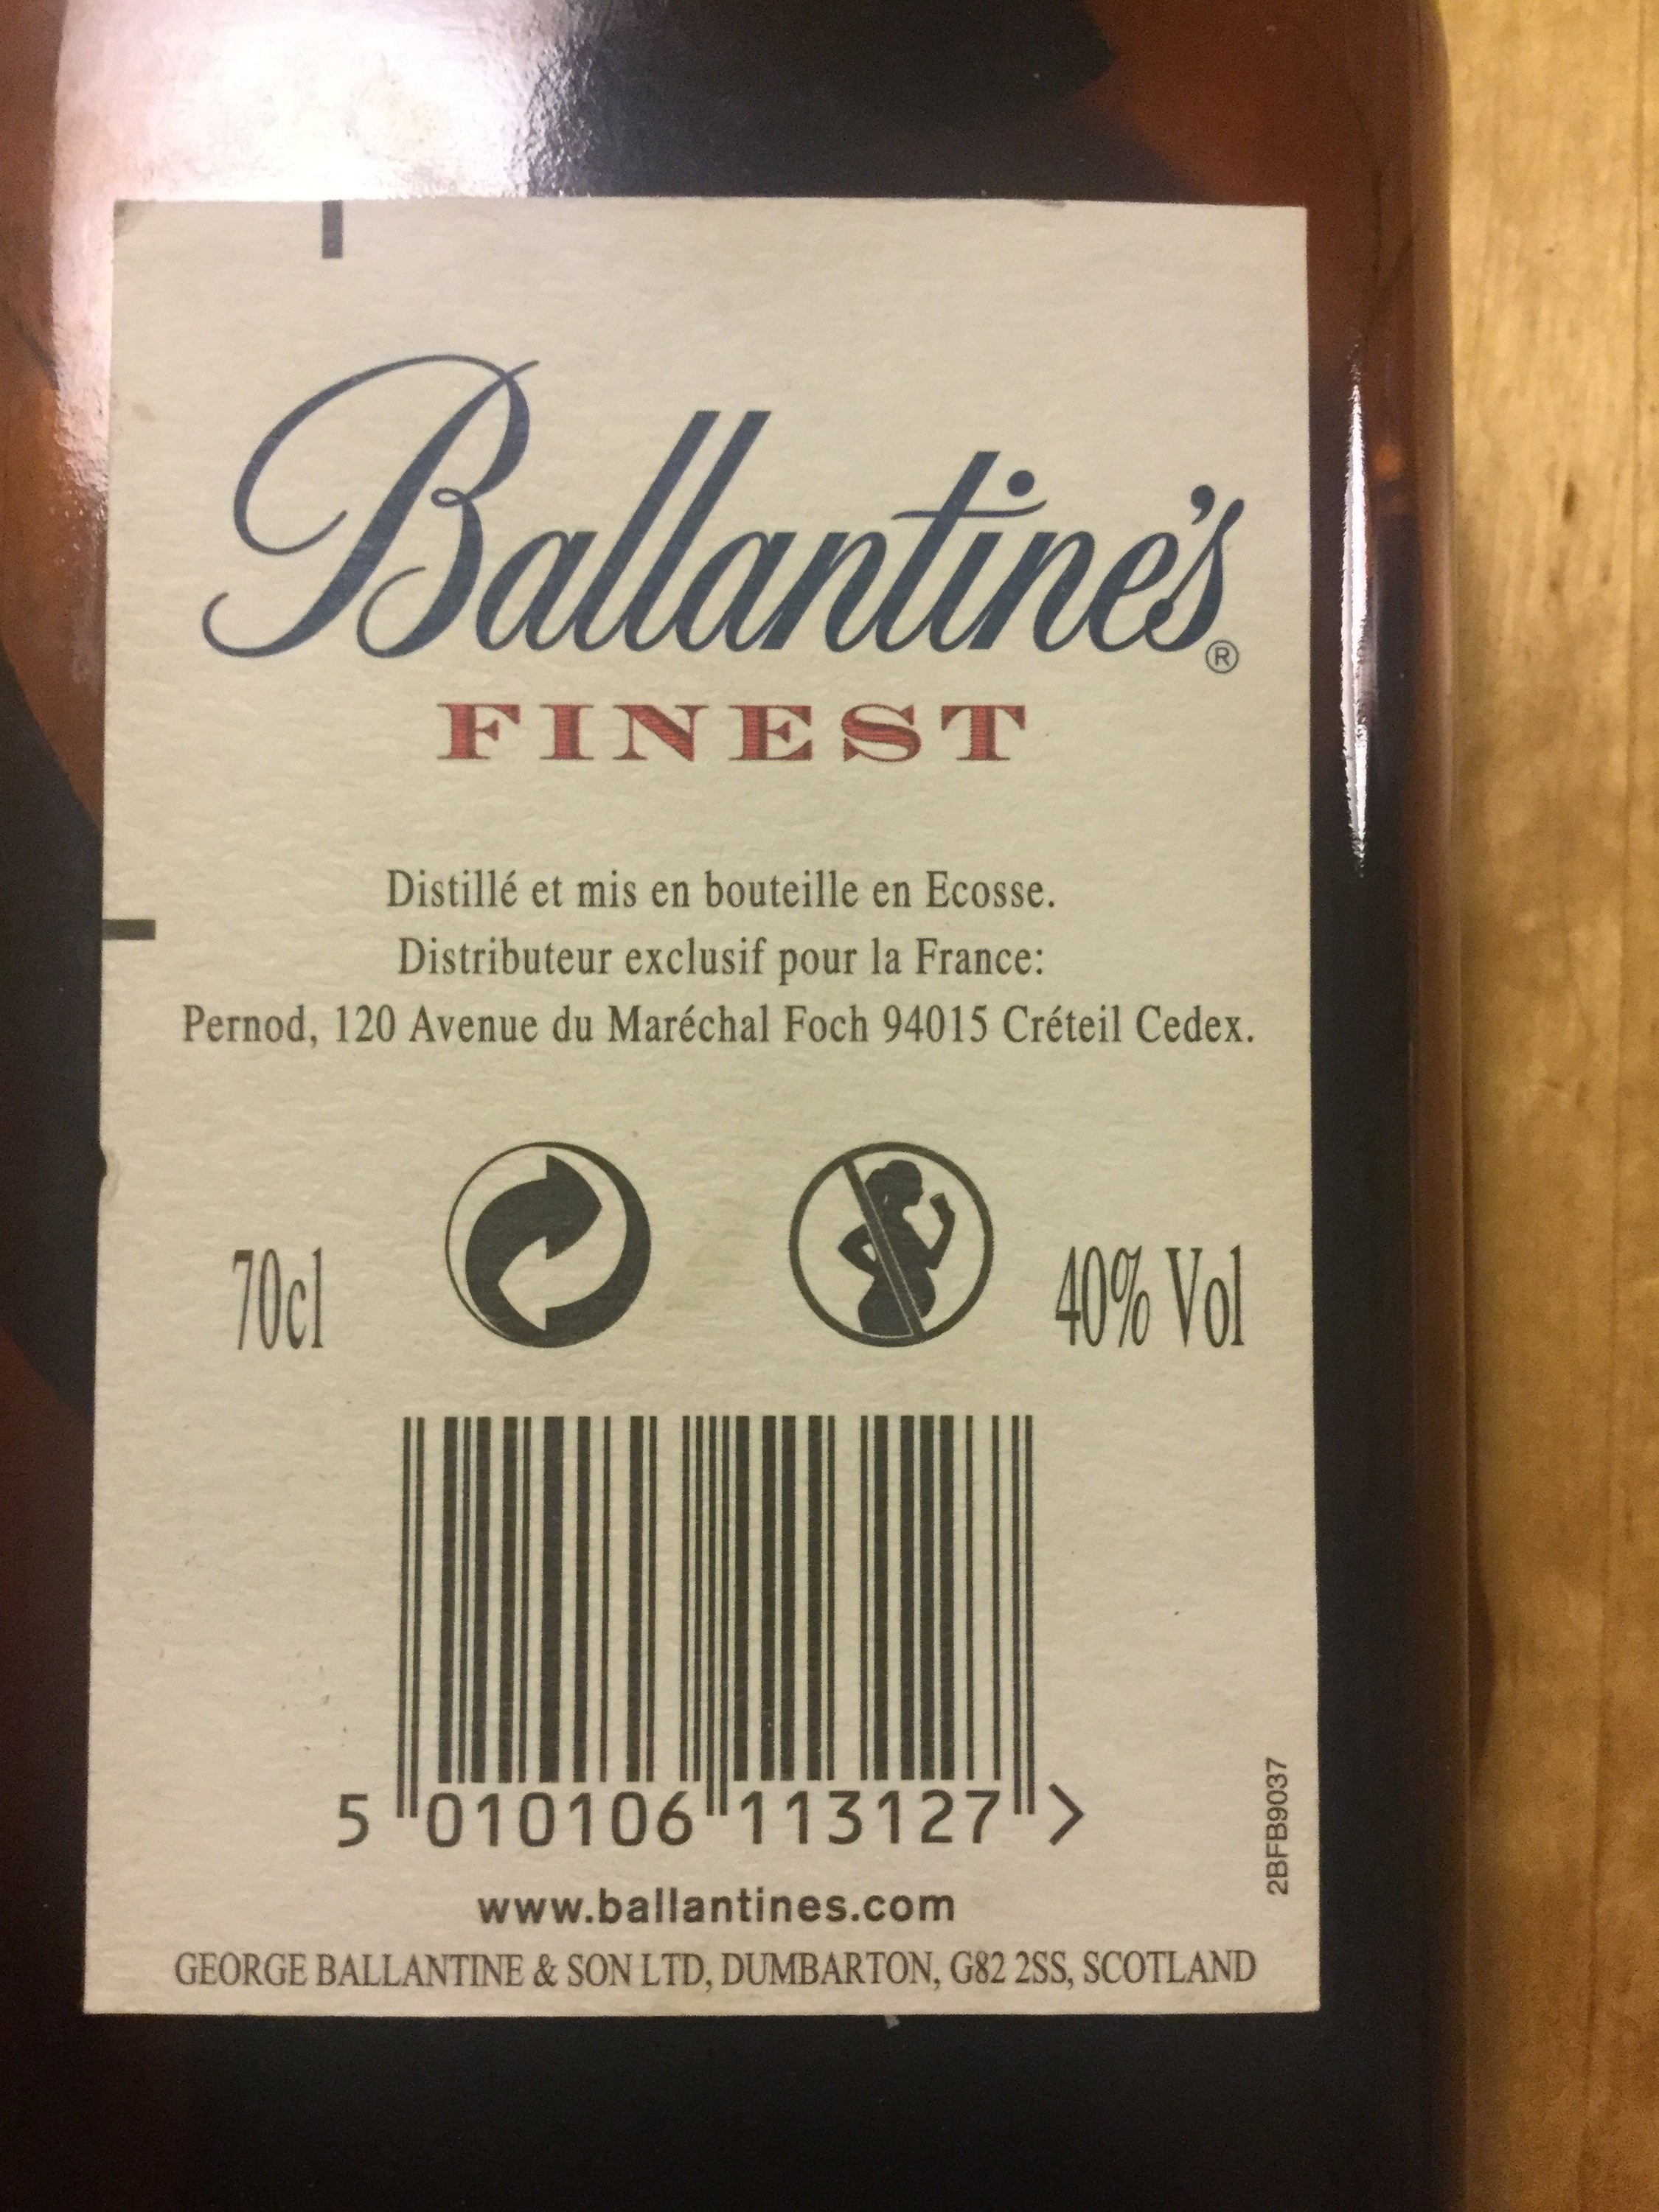 Ballantine's®
FINEST
Distillé et mis en bouteille en Ecosse.
Distributeur exclusif pour la France:
Pernod, 120 Avenue du Maréchal Foch 94015 Créteil Cedex.
70cl
40% Vol
5 010106 113127 >
www.ballantines.com
GEORGE BALLANTINE & SON LTD, DUMBARTON, G82 2SS, SCOTLAND
2BFB9037